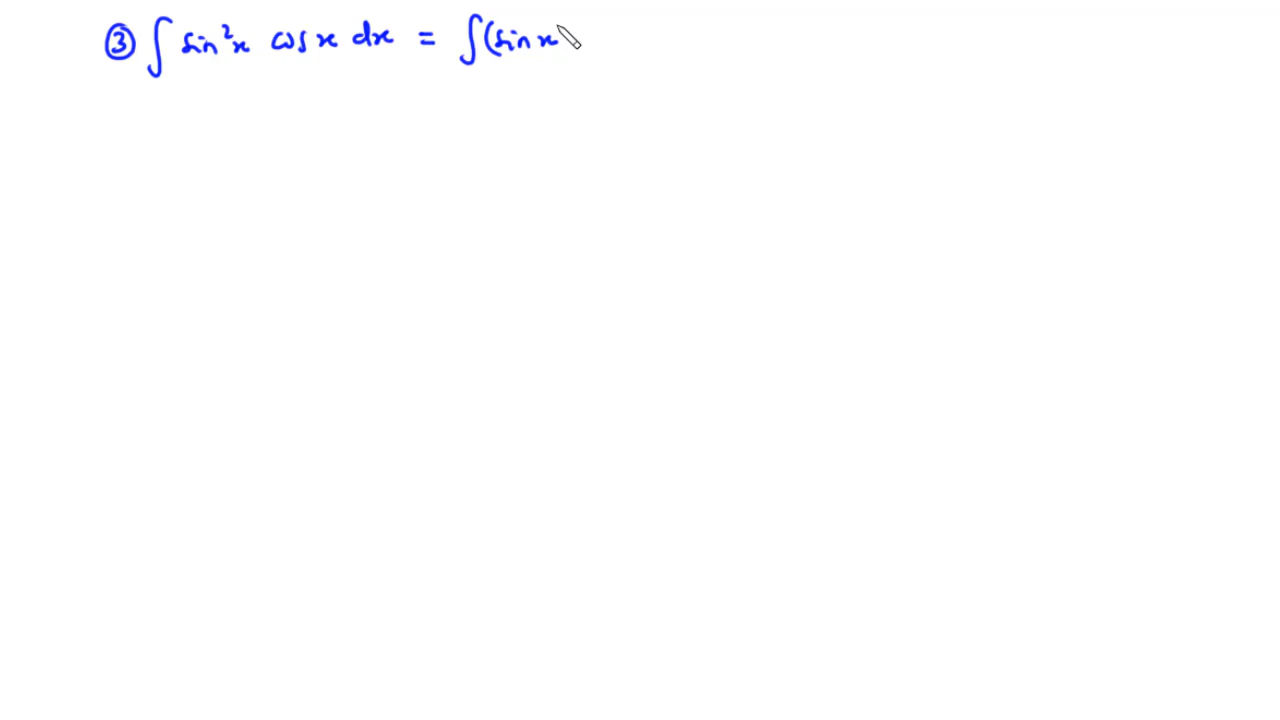 ③ ∫ sin²x cos x dx = ∫(sin x